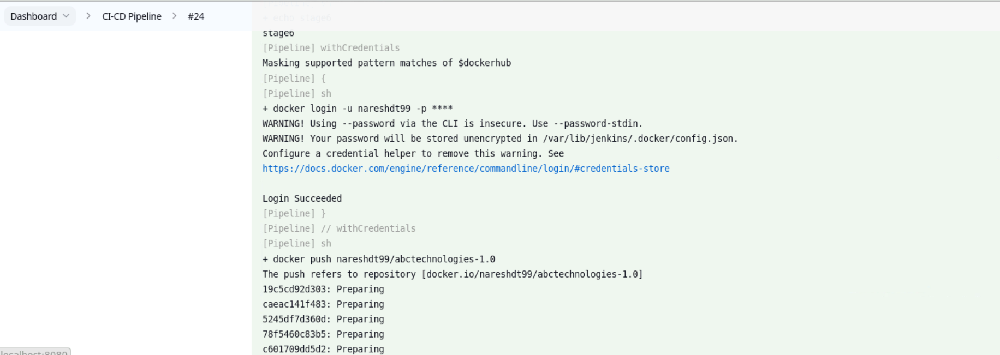 Dashboard > CI-CD Pipeline > #24
+ echo stage6
stage6
[Pipeline] withCredentials
Masking supported pattern matches of $dockerhub
[Pipeline] {
[Pipeline] sh
+ docker login -u nareshdt99 -p ****
WARNING! Using --password via the CLI is insecure. Use --password-stdin.
WARNING! Your password will be stored unencrypted in /var/lib/jenkins/.docker/config.json.
Configure a credential helper to remove this warning. See
https://docs.docker.com/engine/reference/commandline/login/#credentials-store
Login Succeeded
[Pipeline] }
[Pipeline] // withCredentials
[Pipeline] sh
+ docker push nareshdt99/abctechnologies-1.0
The push refers to repository [docker.io/nareshdt99/abctechnologies-1.0]
19c5cd92d303: Preparing
caeac141f483: Preparing
5245df7d360d: Preparing
78f5460c83b5: Preparing
c601709dd5d2: Preparing
localhost:8080